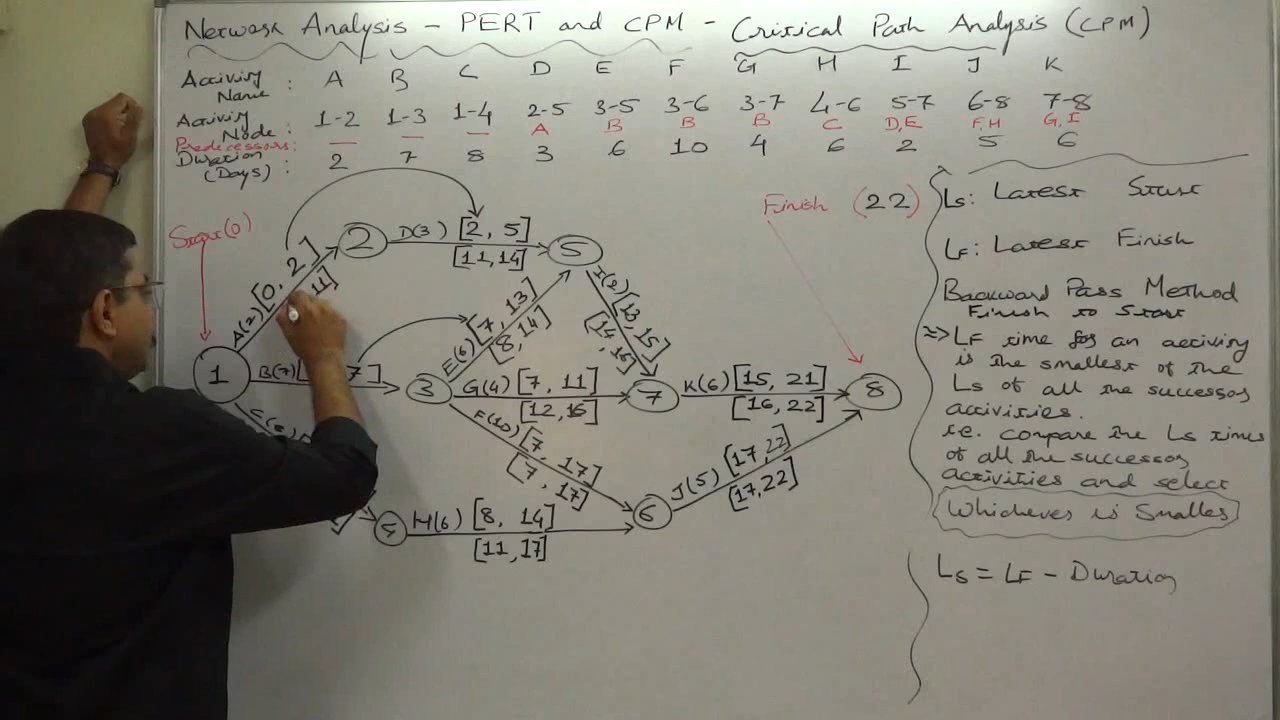 Network Analysis – PERT and CPM – Critical Path Analysis (CPM)
Activity Name : A B C D E F G H I J K
Activity Node : 1-2 1-3 1-4 2-5 3-5 3-6 3-7 4-6 5-7 6-8 7-8
Predecessors: — — — A B B B C D,E F,H G,I
Duration (Days) : 2 7 8 3 6 10 4 6 2 5 6
Start(0)
Finish (22)
A(2) [0, 2]
11]
2
D(3) [2, 5]
[11,14]
5
I(2) [13,15]
[14,16]
1
B(7) [ 7]
3
E(6) [7, 13]
[8,14]
G(4) [7, 11]
[12,16]
7
K(6) [15, 21]
[16, 22]
8
F(10) [7, 17]
[7, 17]
H(6) [8, 14]
[11,17]
6
J(5) [17,22]
[17,22]
Ls: Latest Start
LF: Latest Finish
Backward Pass Method
Finish to Start
LF time for an activity
is the smallest of the
Ls of all the successor
activities.
i.e. compare the Ls times
of all the successor
activities and select
Whichever is Smaller
Ls = LF – Duration